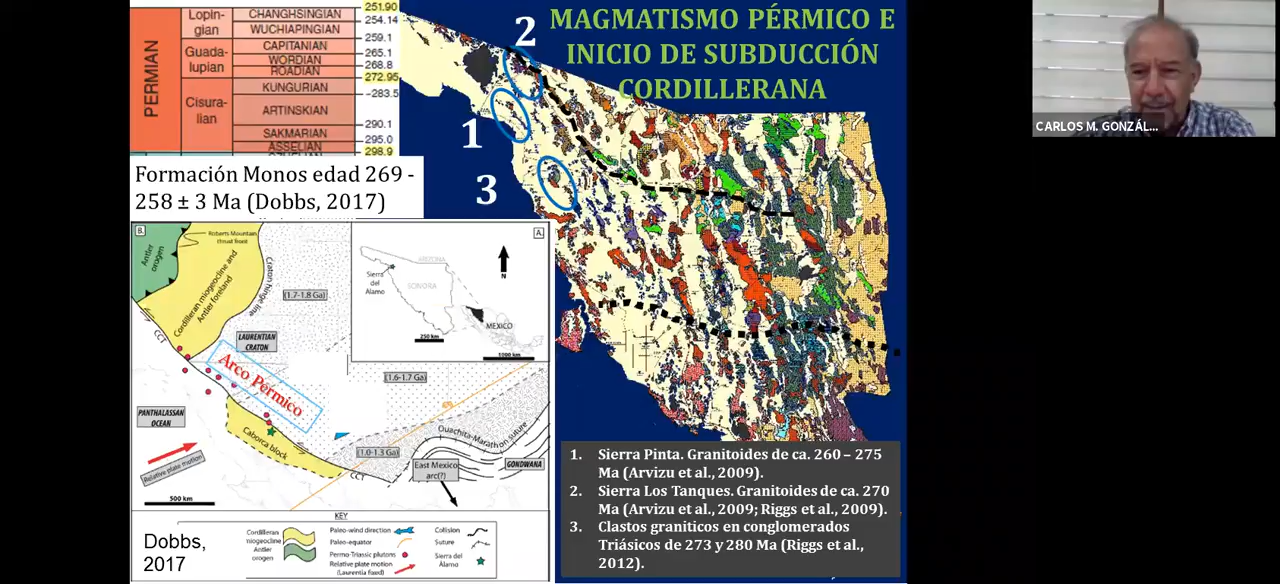 MAGMATISMO PÉRMICO E
INICIO DE SUBDUCCIÓN
CORDILLERANA
PERMIAN
Lopin-
gian
Guada-
lupian
Cisura-
lian
CHANGHSINGIAN
WUCHIAPINGIAN
CAPITANIAN
WORDIAN
ROADIAN
KUNGURIAN
ARTINSKIAN
SAKMARIAN
ASSELIAN
251.90
254.14
259.1
265.1
268.8
272.95
~283.5
290.1
295.0
298.9
Formación Monos edad 269 -
258 ± 3 Ma (Dobbs, 2017)
2
1
3
CARLOS M. GONZÁL...
B.
Antler
orogen
Roberts Mountain
thrust front
Cordilleran miogeocline and
Antler foreland
Craton hinge line
(1.7-1.8 Ga)
LAURENTIAN
CRATON
CCT
Arco Pérmico
(1.6-1.7 Ga)
PANTHALASSAN
OCEAN
Relative plate motion
Caborca block
(1.0-1.3 Ga)
CCT
Ouachita-Marathon suture
East Mexico
arc(?)
GONDWANA
500 km
A.
ARIZONA
Sierra
del
Álamo
SONORA
N
MEXICO
250 km
1000 km
KEY
Cordilleran
miogeocline
Antler
orogen
Paleo-wind direction
Paleo-equator
Permo-Triassic plutons
Relative plate motion
(Laurentia fixed)
Collision
Suture
Sierra del
Álamo
Dobbs,
2017
1. Sierra Pinta. Granitoides de ca. 260 – 275
Ma (Arvizu et al., 2009).
2. Sierra Los Tanques. Granitoides de ca. 270
Ma (Arvizu et al., 2009; Riggs et al., 2009).
3. Clastos graniticos en conglomerados
Triásicos de 273 y 280 Ma (Riggs et al.,
2012).